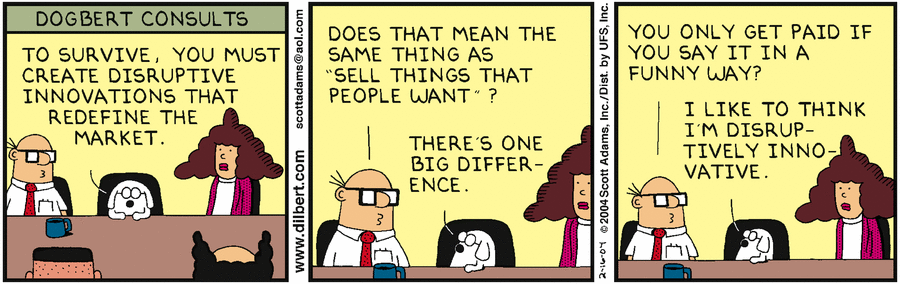 DOGBERT CONSULTS
TO SURVIVE, YOU MUST
CREATE DISRUPTIVE
INNOVATIONS THAT
REDEFINE THE
MARKET.
www.dilbert.com
scottadams@aol.com
DOES THAT MEAN THE
SAME THING AS
"SELL THINGS THAT
PEOPLE WANT"?
THERE'S ONE
BIG DIFFER-
ENCE.
2-16-04 © 2004 Scott Adams, Inc./Dist. by UFS, Inc.
YOU ONLY GET PAID IF
YOU SAY IT IN A
FUNNY WAY?
I LIKE TO THINK
I'M DISRUP-
TIVELY INNO-
VATIVE.